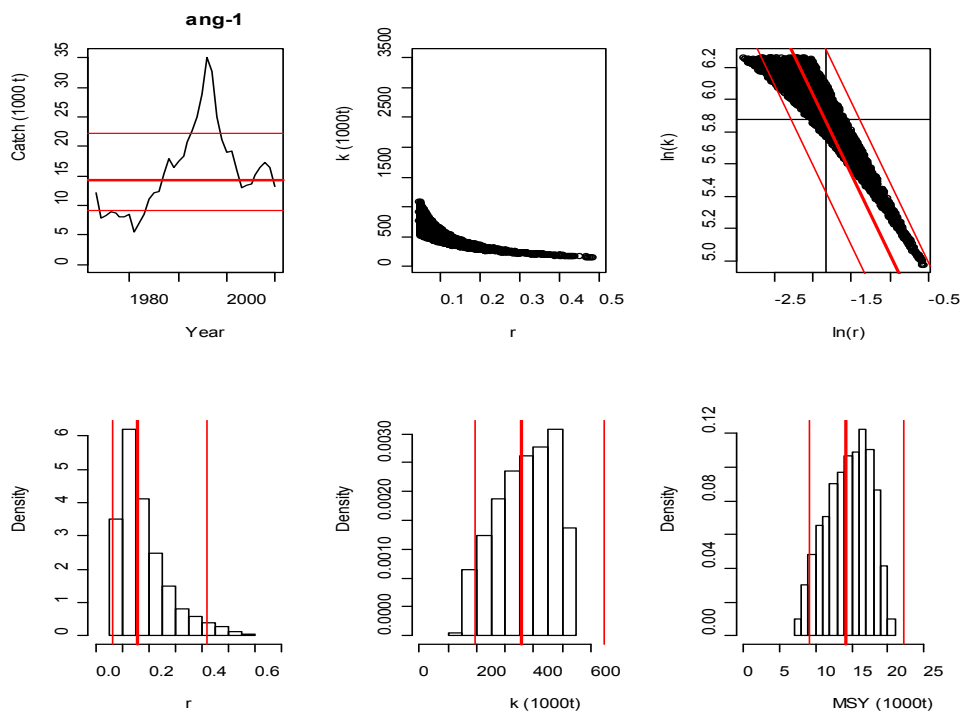 ang-1
Catch (1000 t)
0 5 10 15 20 25 30 35
1980 2000
Year
k (1000t)
0 500 1500 2500 3500
0.1 0.2 0.3 0.4 0.5
r
ln(k)
5.0 5.2 5.4 5.6 5.8 6.0 6.2
-2.5 -1.5 -0.5
ln(r)
Density
0 1 2 3 4 5 6
0.0 0.2 0.4 0.6
r
Density
0.0000 0.0010 0.0020 0.0030
0 200 400 600
k (1000t)
Density
0.00 0.04 0.08 0.12
0 5 10 15 20 25
MSY (1000t)